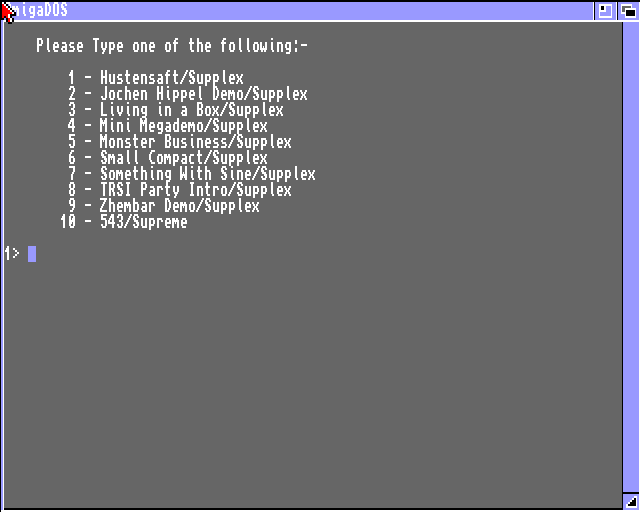 AmigaDOS
Please Type one of the following:-
1 - Hustensaft/Supplex
2 - Jochen Hippel Demo/Supplex
3 - Living in a Box/Supplex
4 - Mini Megademo/Supplex
5 - Monster Business/Supplex
6 - Small Compact/Supplex
7 - Something With Sine/Supplex
8 - TRSI Party Intro/Supplex
9 - Zhembar Demo/Supplex
10 - 543/Supreme
1>